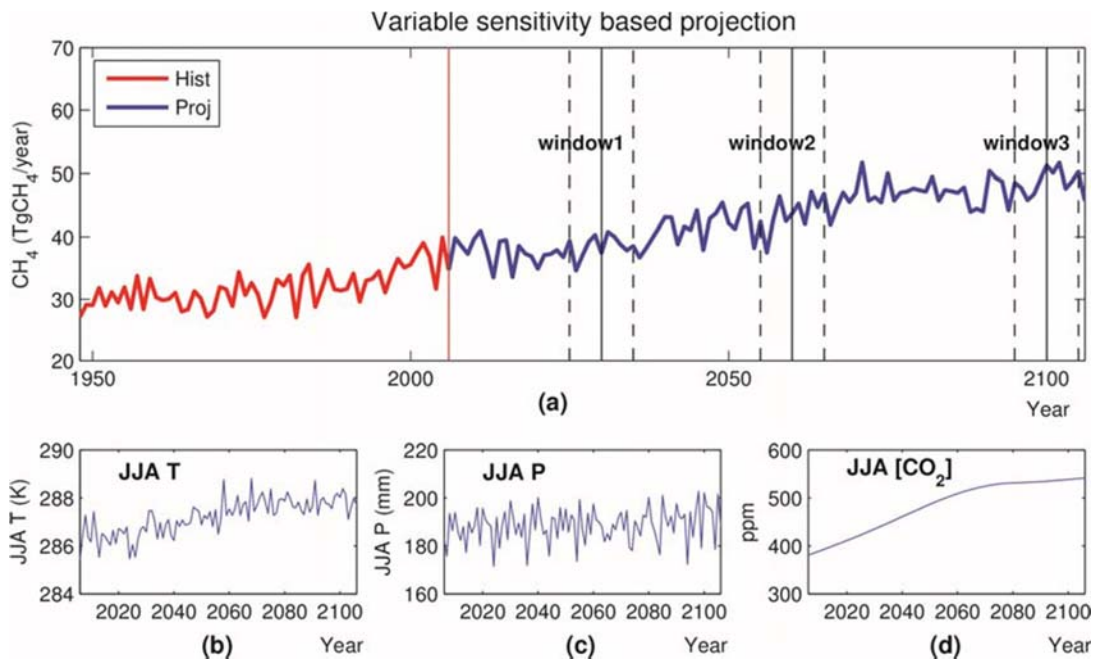 Variable sensitivity based projection
CH4 (TgCH4/year)
70
60
50
40
30
20
Hist
Proj
window1
window2
window3
1950
2000
2050
2100
(a)
Year
JJA T (K)
290
288
286
284
JJA T
2020 2040 2060 2080 2100
(b)
Year
JJA P (mm)
220
200
180
160
JJA P
2020 2040 2060 2080 2100
(c)
Year
ppm
600
500
400
300
JJA [CO2]
2020 2040 2060 2080 2100
(d)
Year